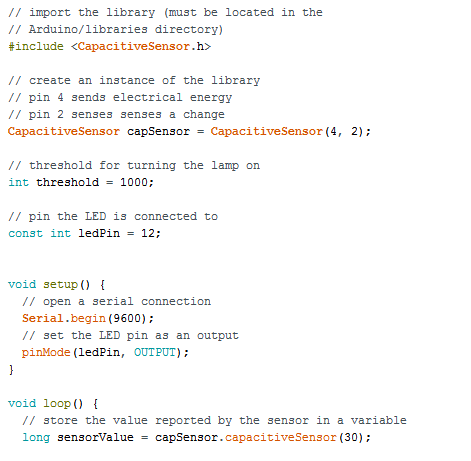 // import the library (must be located in the
// Arduino/libraries directory)
#include <CapacitiveSensor.h>

// create an instance of the library
// pin 4 sends electrical energy
// pin 2 senses senses a change
CapacitiveSensor capSensor = CapacitiveSensor(4, 2);

// threshold for turning the lamp on
int threshold = 1000;

// pin the LED is connected to
const int ledPin = 12;


void setup() {
  // open a serial connection
  Serial.begin(9600);
  // set the LED pin as an output
  pinMode(ledPin, OUTPUT);
}

void loop() {
  // store the value reported by the sensor in a variable
  long sensorValue = capSensor.capacitiveSensor(30);